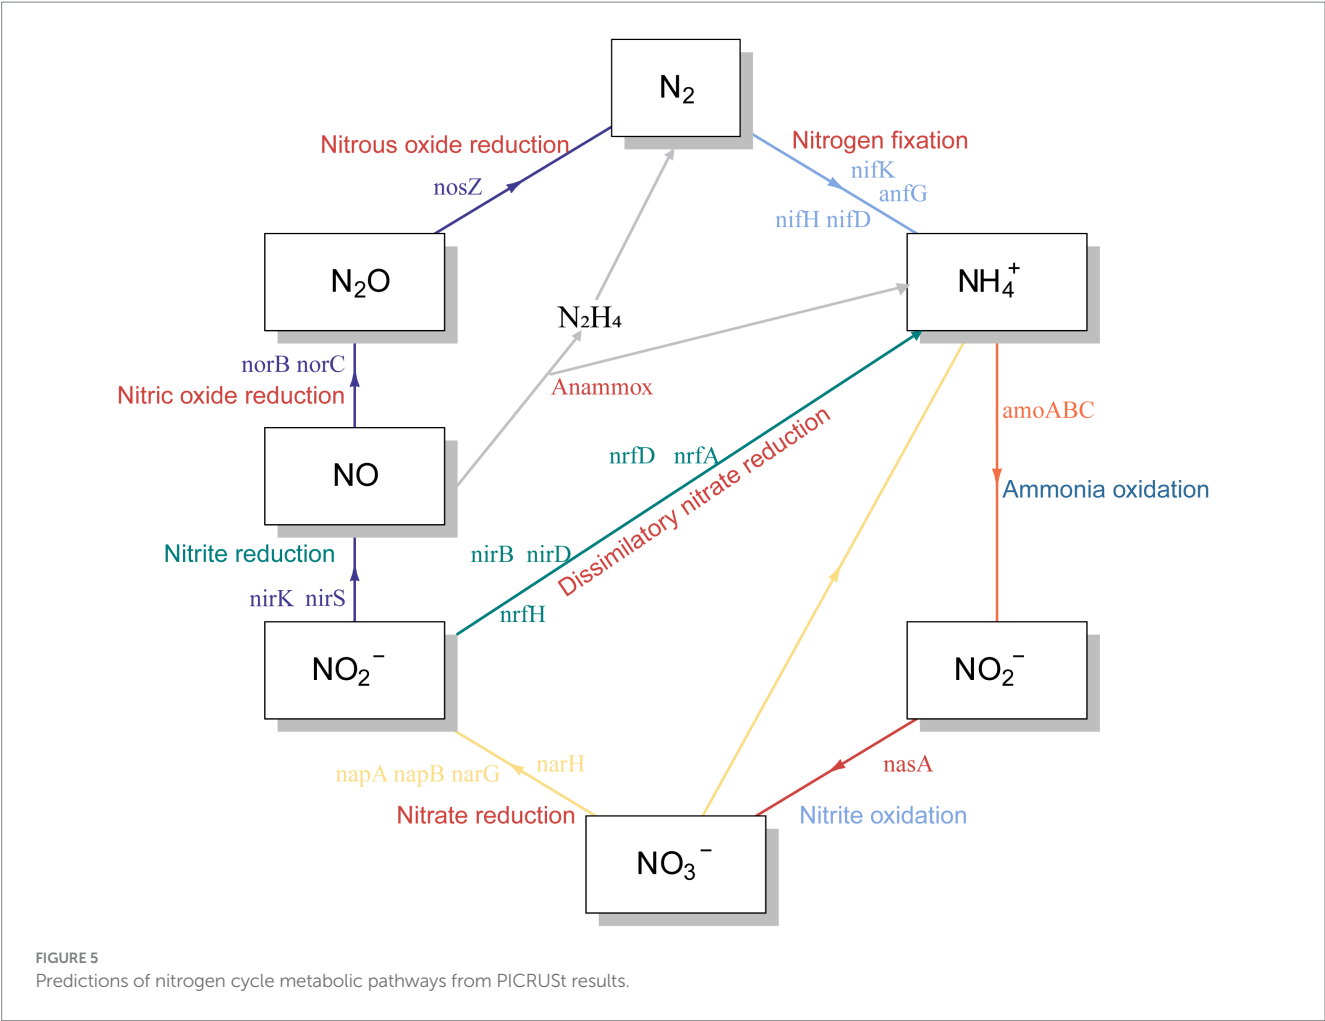 N₂
Nitrous oxide reduction
Nitrogen fixation
nifK
nosZ
anfG
nifH nifD
N₂O
NH₄⁺
N₂H₄
norB norC
Nitric oxide reduction
Anammox
amoABC
nrfD nrfA
NO
Dissimilatory nitrate reduction
Ammonia oxidation
Nitrite reduction
nirB nirD
nirK nirS
nrfH
NO₂⁻
NO₂⁻
napA napB narG
narH
nasA
Nitrate reduction
Nitrite oxidation
NO₃⁻
FIGURE 5
Predictions of nitrogen cycle metabolic pathways from PICRUSt results.